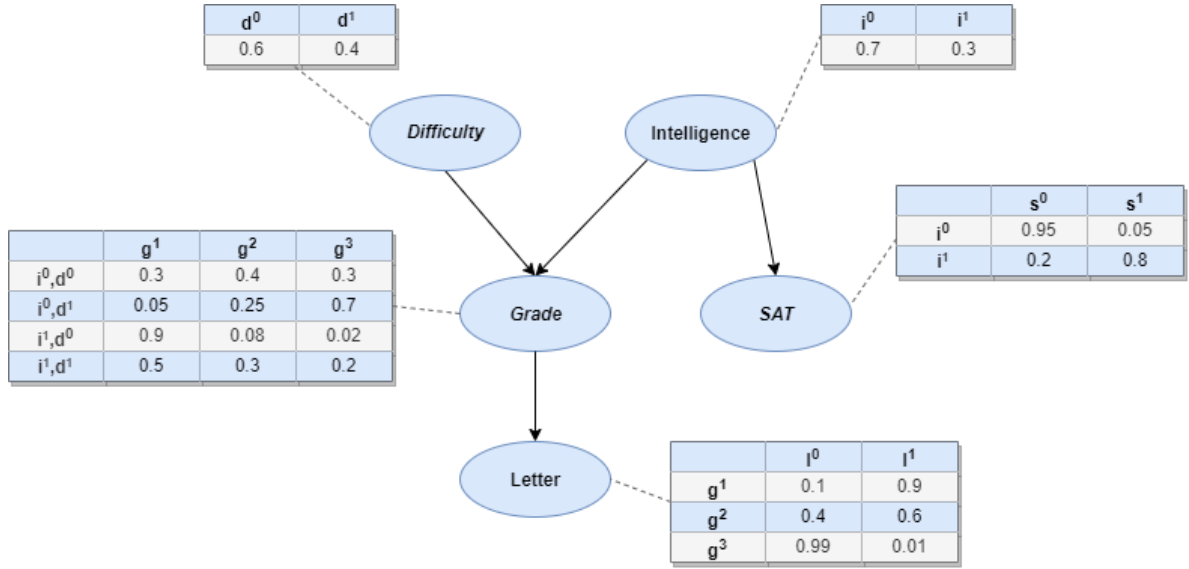 d⁰ d¹
0.6 0.4
i⁰ i¹
0.7 0.3
Difficulty
Intelligence
s⁰ s¹
i⁰ 0.95 0.05
i¹ 0.2 0.8
g¹ g² g³
i⁰,d⁰ 0.3 0.4 0.3
i⁰,d¹ 0.05 0.25 0.7
i¹,d⁰ 0.9 0.08 0.02
i¹,d¹ 0.5 0.3 0.2
Grade
SAT
Letter
l⁰ l¹
g¹ 0.1 0.9
g² 0.4 0.6
g³ 0.99 0.01